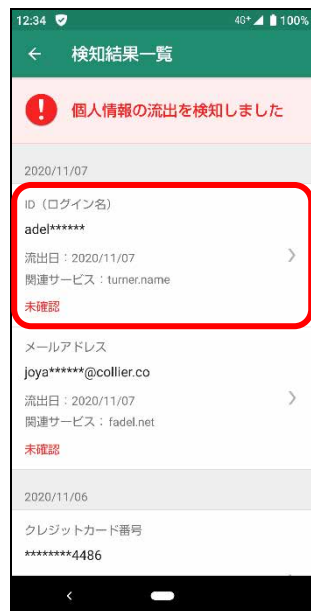 12:34 4G+ 100%
検知結果一覧
個人情報の流出を検知しました
2020/11/07
ID（ログイン名）
adel******
流出日：2020/11/07
関連サービス：turner.name
未確認
メールアドレス
joya******@collier.co
流出日：2020/11/07
関連サービス：fadel.net
未確認
2020/11/06
クレジットカード番号
********4486